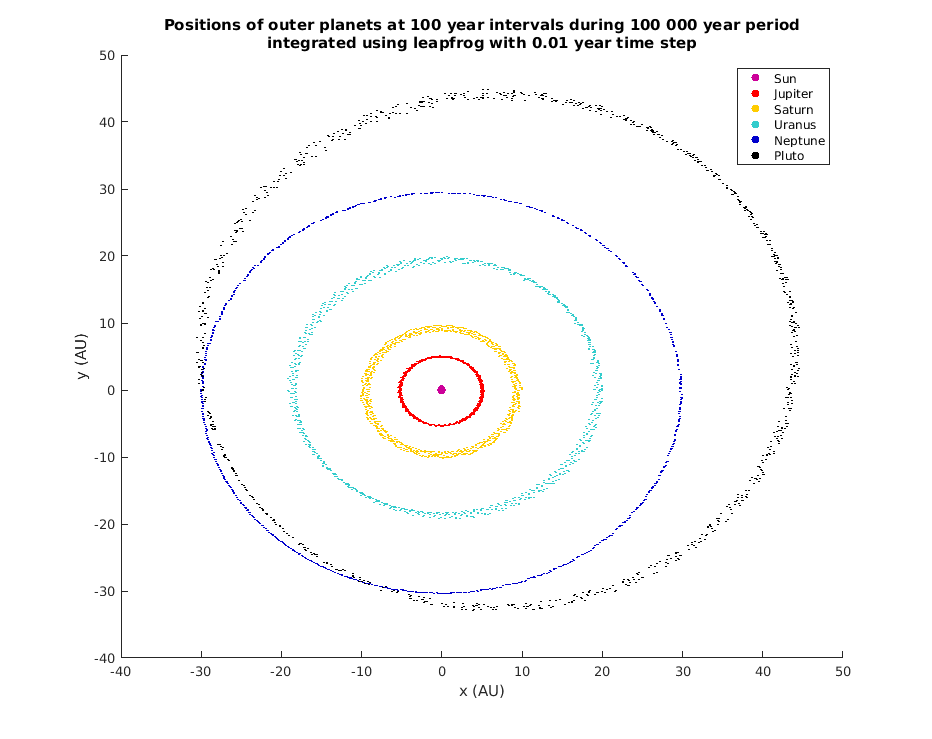 Positions of outer planets at 100 year intervals during 100 000 year period
integrated using leapfrog with 0.01 year time step
50
40
30
20
10
0
-10
-20
-30
-40
y (AU)
Sun
Jupiter
Saturn
Uranus
Neptune
Pluto
-40 -30 -20 -10 0 10 20 30 40 50
x (AU)